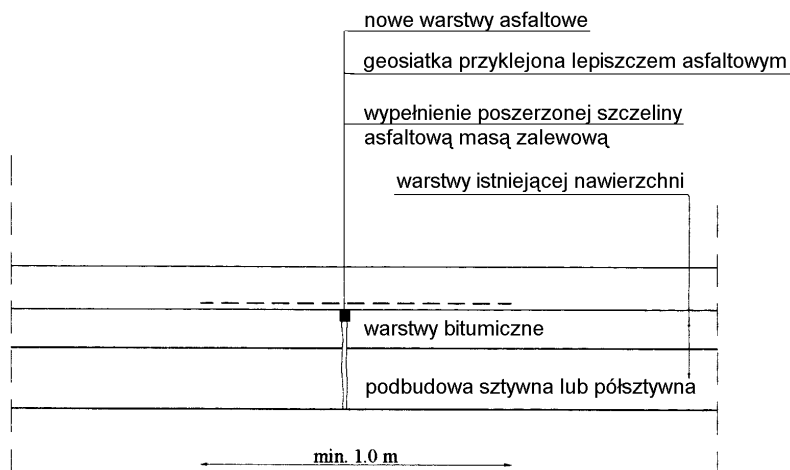 nowe warstwy asfaltowe
geosiatka przyklejona lepiszczem asfaltowym
wypełnienie poszerzonej szczeliny
asfaltową masą zalewową
warstwy istniejącej nawierzchni
warstwy bitumiczne
podbudowa sztywna lub półsztywna
min. 1.0 m